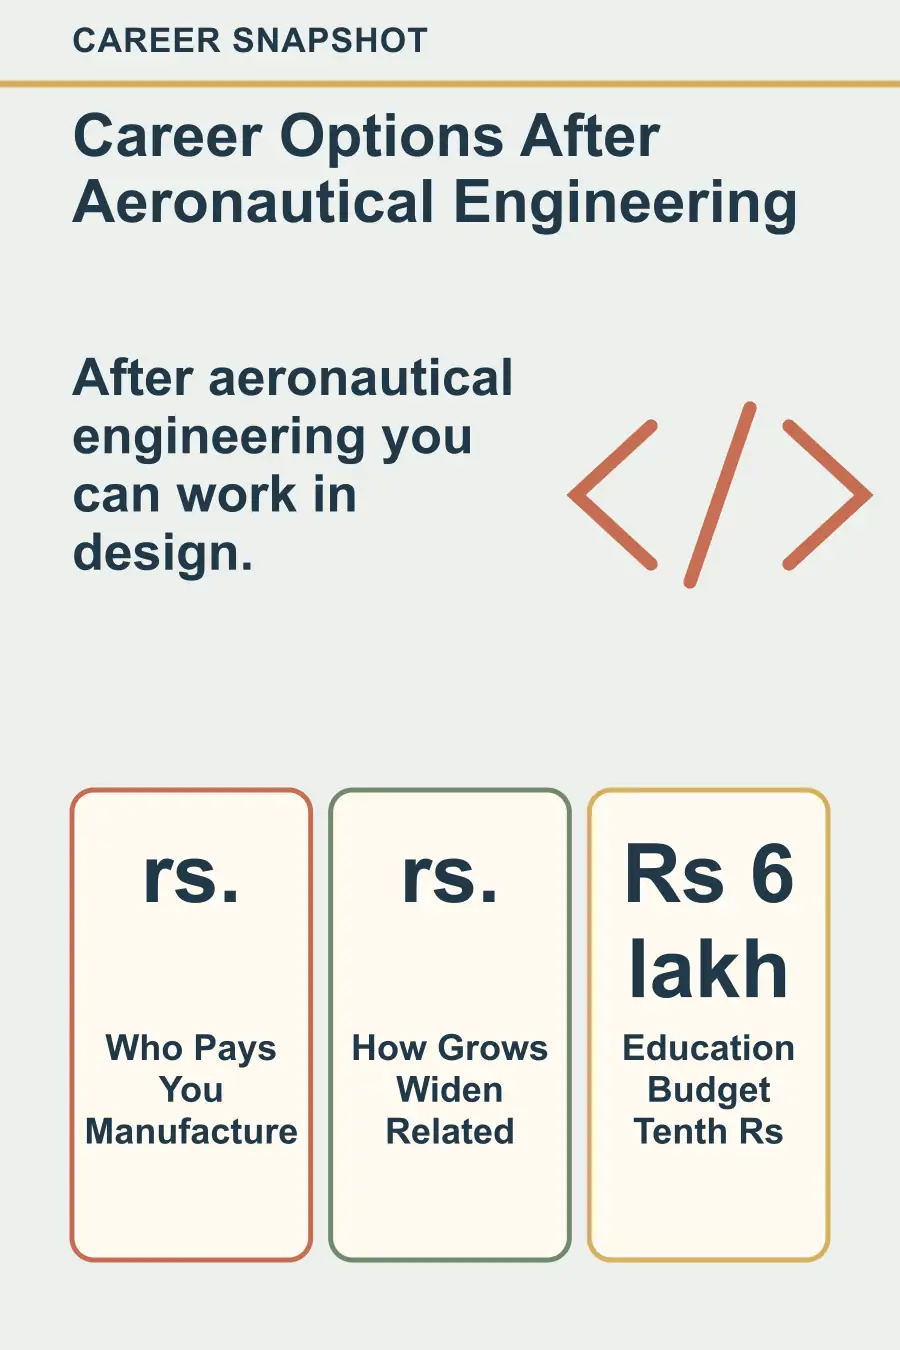 CAREER SNAPSHOT
Career Options After
Aeronautical Engineering
After aeronautical
engineering you
can work in
design.
rs.
Who Pays
You
Manufacture
rs.
How Grows
Widen
Related
Rs 6
lakh
Education
Budget
Tenth Rs